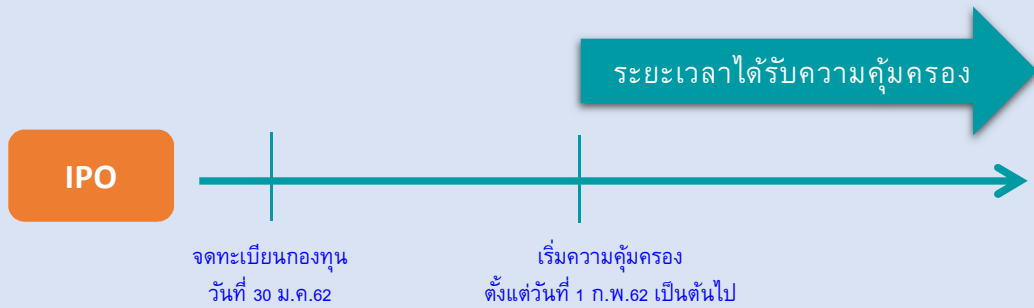 ระยะเวลาได้รับความคุ้มครอง
IPO
จดทะเบียนกองทุน
วันที่ 30 ม.ค.62
เริ่มความคุ้มครอง
ตั้งแต่วันที่ 1 ก.พ.62 เป็นต้นไป